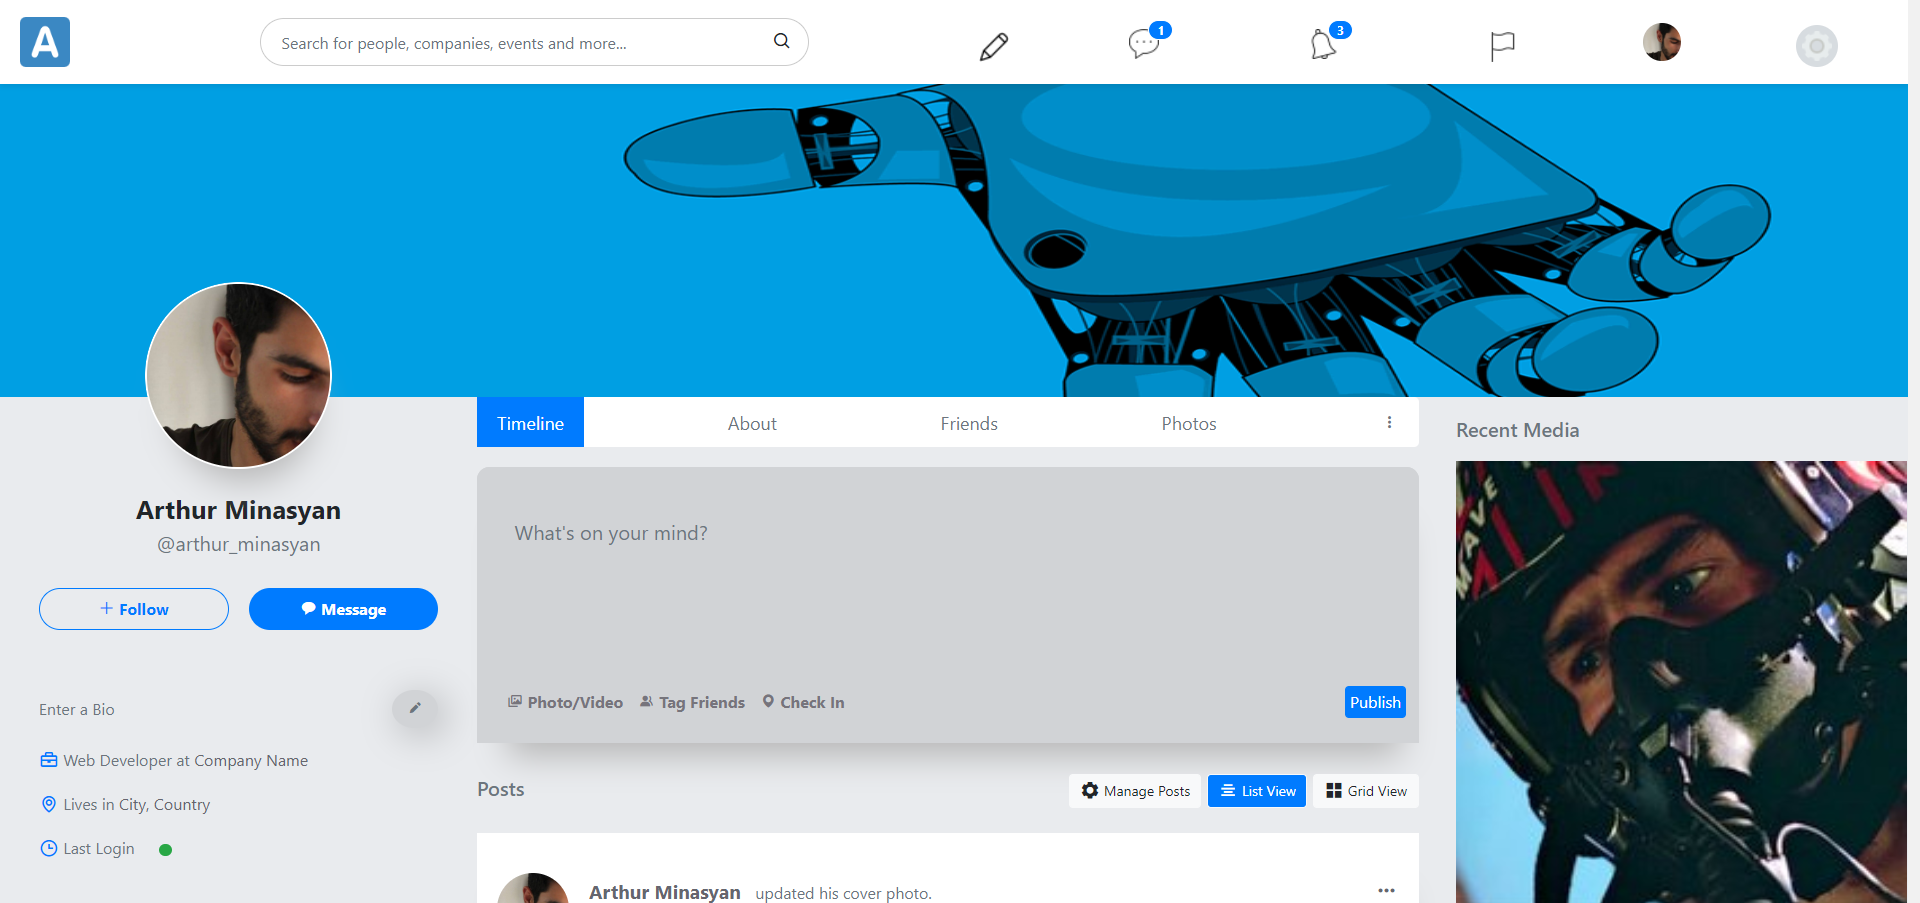 A
Search for people, companies, events and more...
1
3
Timeline
About
Friends
Photos
Recent Media
Arthur Minasyan
@arthur_minasyan
What's on your mind?
Follow
Message
Photo/Video
Tag Friends
Check In
Publish
Enter a Bio
Web Developer at Company Name
Lives in City, Country
Last Login
Posts
Manage Posts
List View
Grid View
Arthur Minasyan updated his cover photo.